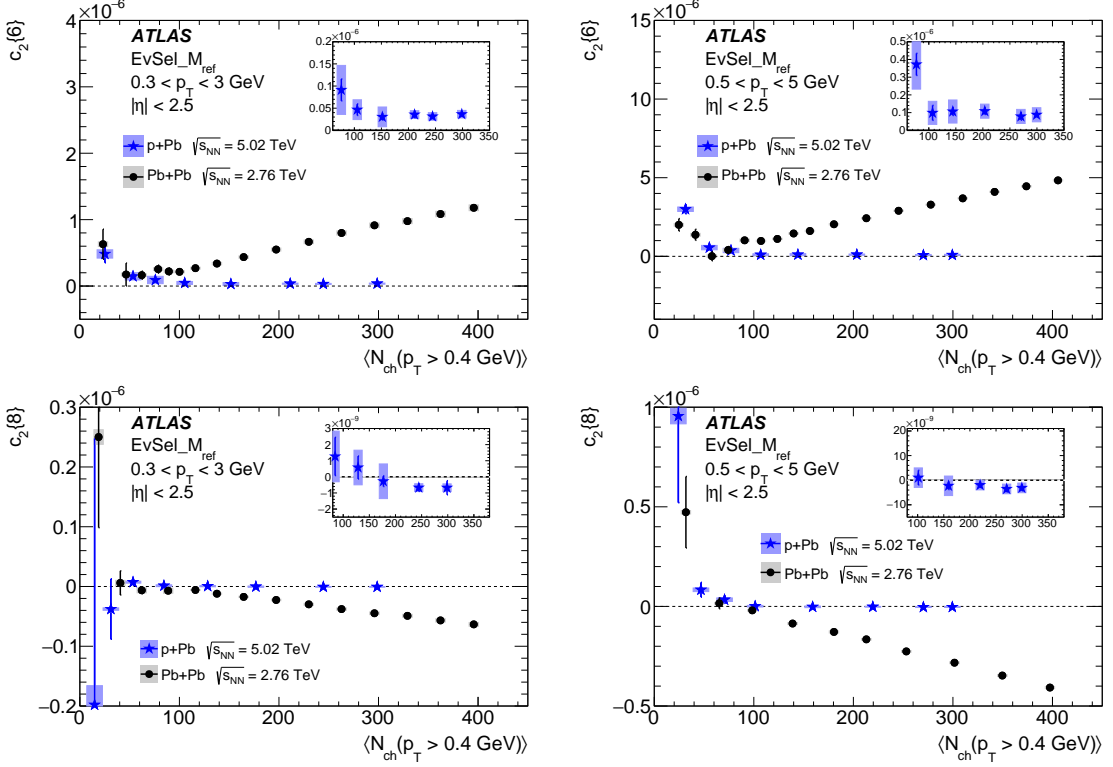 ×10⁻⁶
c₂{6}
ATLAS
EvSel_M_ref
0.3 < p_T < 3 GeV
|η| < 2.5
p+Pb √s_NN = 5.02 TeV
Pb+Pb √s_NN = 2.76 TeV
4
2
0
0 100 200 300 400
⟨N_ch(p_T > 0.4 GeV)⟩
×10⁻⁶
0.2
0.15
0.1
0.05
0
100 150 200 250 300 350
×10⁻⁶
c₂{6}
ATLAS
EvSel_M_ref
0.5 < p_T < 5 GeV
|η| < 2.5
p+Pb √s_NN = 5.02 TeV
Pb+Pb √s_NN = 2.76 TeV
15
10
5
0
−5
0 100 200 300 400
⟨N_ch(p_T > 0.4 GeV)⟩
×10⁻⁶
0.5
0.4
0.3
0.2
0.1
0
100 150 200 250 300 350
×10⁻⁶
c₂{8}
ATLAS
EvSel_M_ref
0.3 < p_T < 3 GeV
|η| < 2.5
p+Pb √s_NN = 5.02 TeV
Pb+Pb √s_NN = 2.76 TeV
0.3
0.2
0.1
0
−0.1
−0.2
0 100 200 300 400
⟨N_ch(p_T > 0.4 GeV)⟩
×10⁻⁹
3
2
1
0
−1
−2
100 150 200 250 300 350
×10⁻⁶
c₂{8}
ATLAS
EvSel_M_ref
0.5 < p_T < 5 GeV
|η| < 2.5
p+Pb √s_NN = 5.02 TeV
Pb+Pb √s_NN = 2.76 TeV
1
0.5
0
−0.5
0 100 200 300 400
⟨N_ch(p_T > 0.4 GeV)⟩
×10⁻⁹
20
10
0
−10
100 150 200 250 300 350